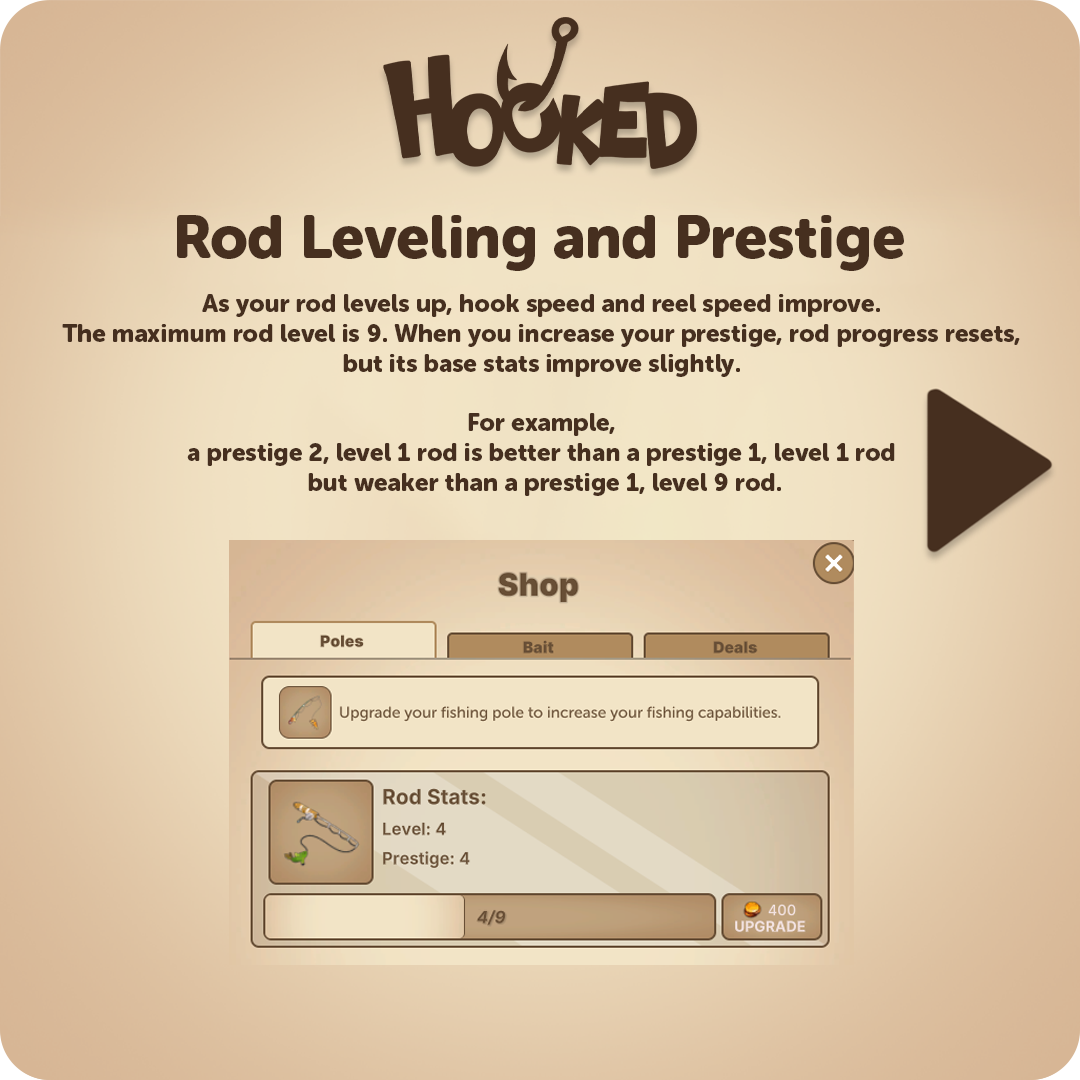 HOOKED
Rod Leveling and Prestige
As your rod levels up, hook speed and reel speed improve.
The maximum rod level is 9. When you increase your prestige, rod progress resets,
but its base stats improve slightly.
For example,
a prestige 2, level 1 rod is better than a prestige 1, level 1 rod
but weaker than a prestige 1, level 9 rod.
Shop
Poles Bait Deals
Upgrade your fishing pole to increase your fishing capabilities.
Rod Stats:
Level: 4
Prestige: 4
4/9
400
UPGRADE